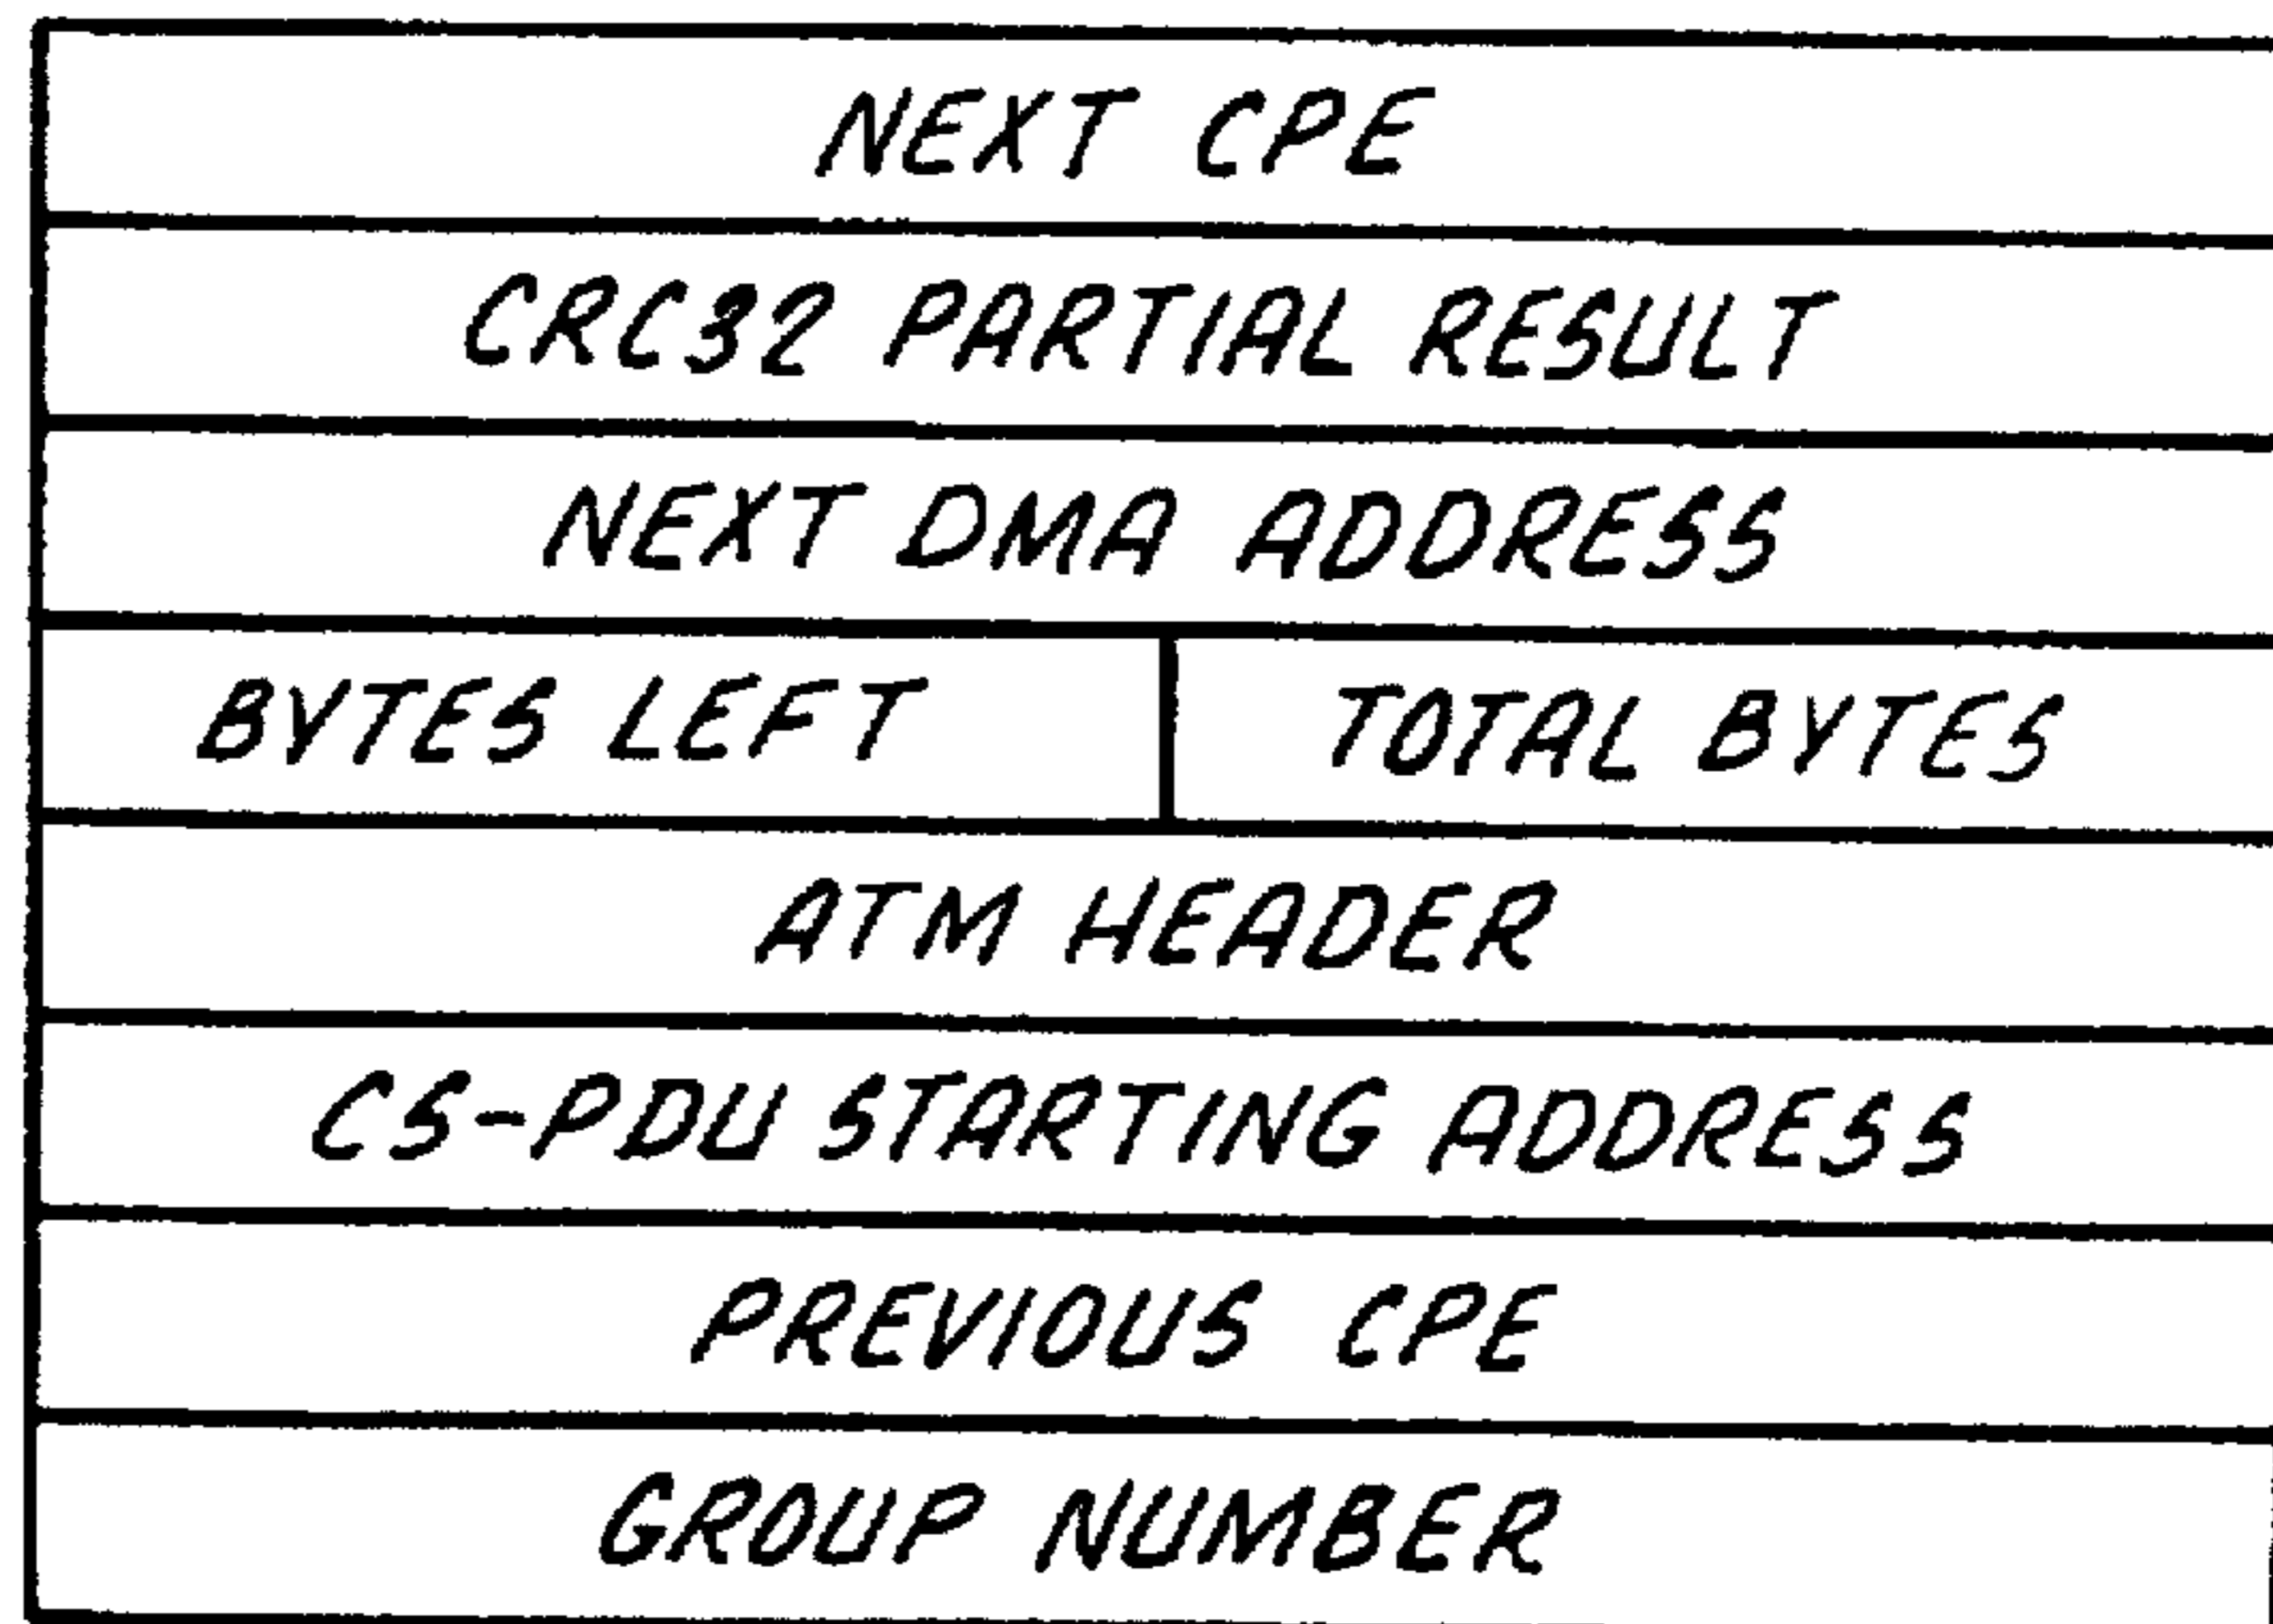 NEXT CPE
CRC32 PARTIAL RESULT
NEXT DMA ADDRESS
BYTES LEFT TOTAL BYTES
ATM HEADER
CS-PDU STARTING ADDRESS
PREVIOUS CPE
GROUP NUMBER